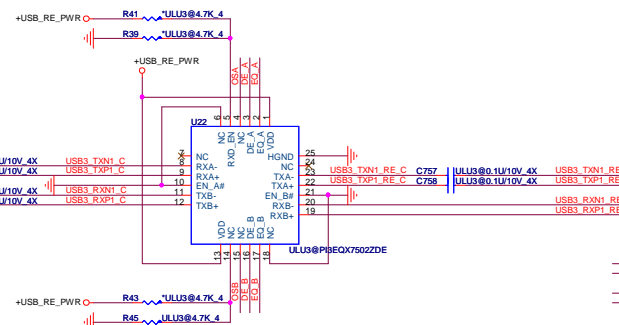 R41 *ULU3@4.7K_4
+USB_RE_PWR
R39 *ULU3@4.7K_4
+USB_RE_PWR
OSA
DE_A
EQ_A
6 5 4 3 2 1
U22
NC
RXD_EN
NC
DE_A
EQ_A
VDD
7 NC HGND 25
NC 24
U/10V_4X USB3_TXN1_C 8 RXA- TXA- 23 USB3_TXN1_RE_C C757 ULU3@0.1U/10V_4X USB3_TXN1_RE
U/10V_4X USB3_TXP1_C 9 RXA+ TXA+ 22 USB3_TXP1_RE_C C758 ULU3@0.1U/10V_4X USB3_TXP1_RE
10 EN_A# EN_B# 21
U/10V_4X USB3_RXN1_C 11 TXB- RXB- 20 USB3_RXN1_RE
U/10V_4X USB3_RXP1_C 12 TXB+ RXB+ 19 USB3_RXP1_RE
VDD
NC
NC
DE_B
EQ_B
NC
ULU3@PI3EQX7502ZDE
13 14 15 16 17 18
OSB
DE_B
EQ_B
R43 *ULU3@4.7K_4
+USB_RE_PWR
R45 ULU3@4.7K_4